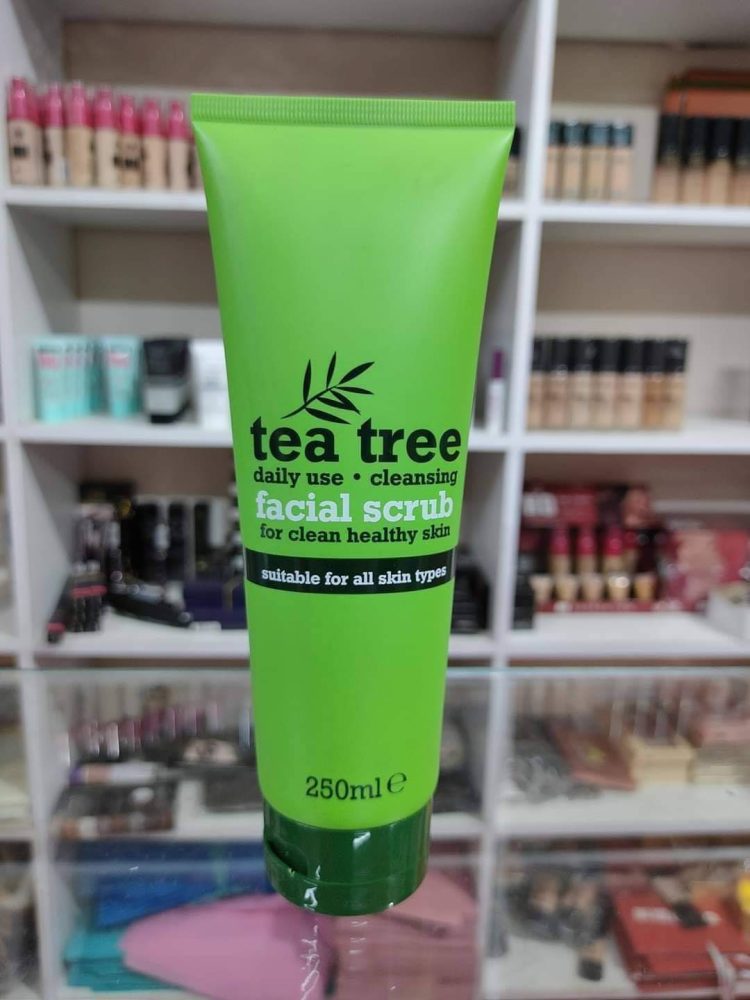 tea tree
daily use • cleansing
facial scrub
for clean healthy skin
suitable for all skin types
250ml ℮